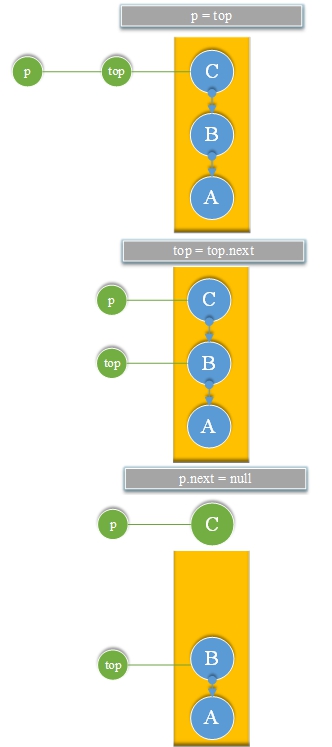 p = top
p top C
B
A
top = top.next
p C
top B
A
p.next = null
p C
B
top
A